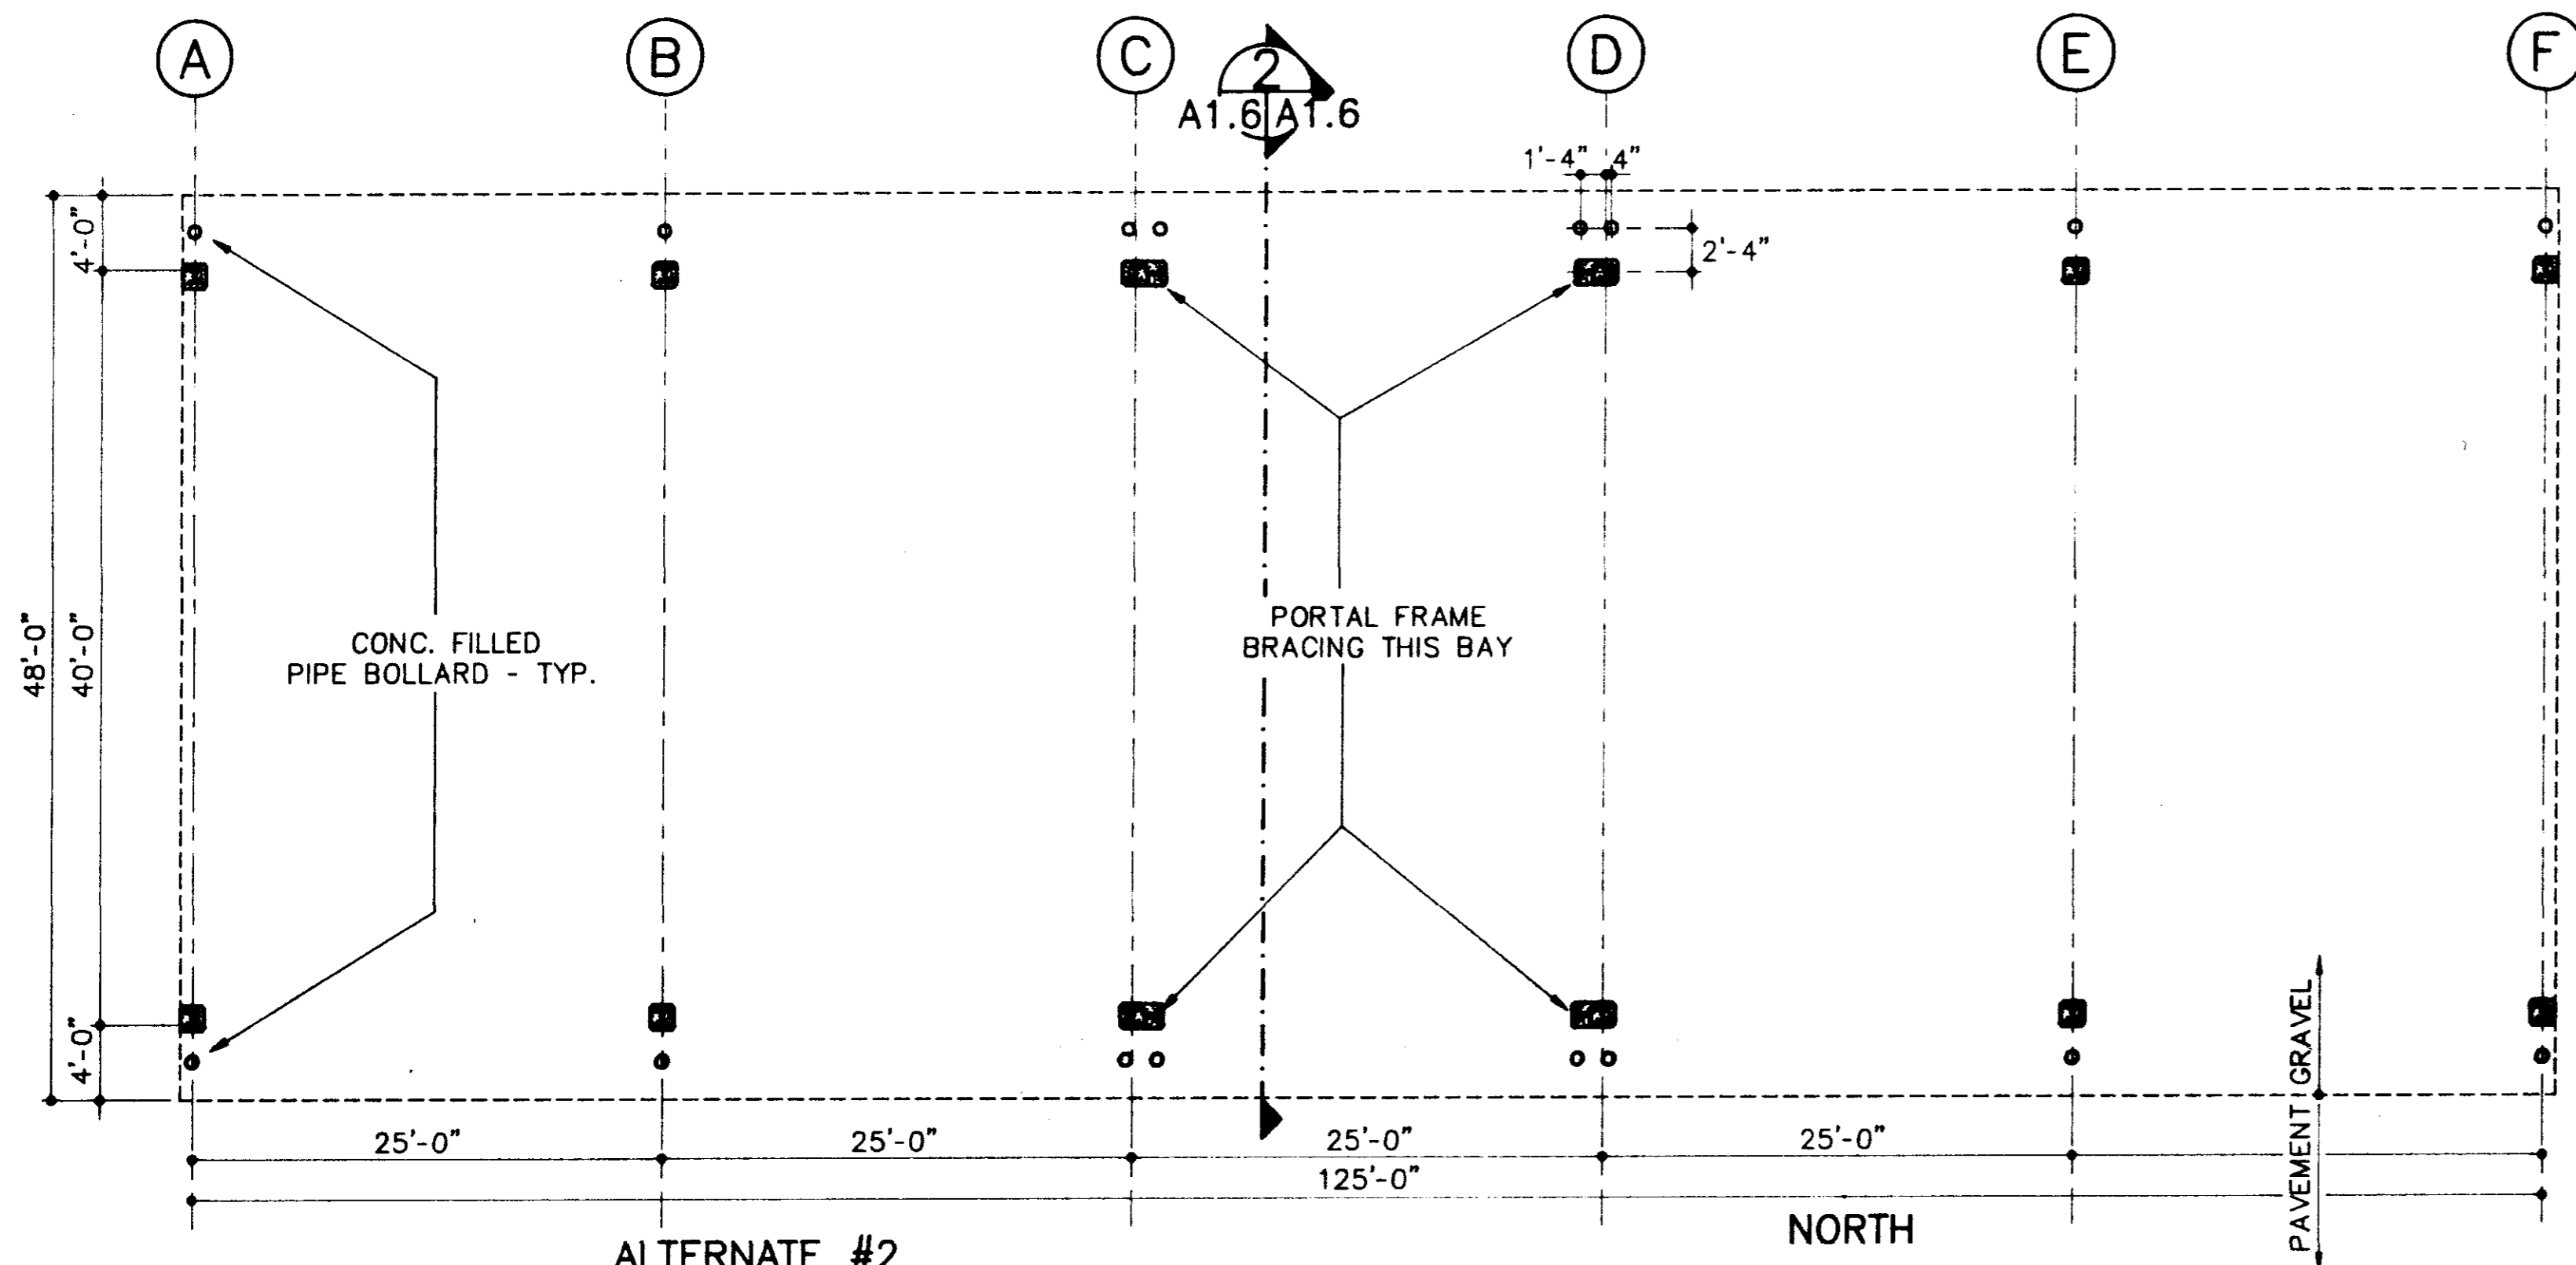 A B C D E F
2
A1.6 A1.6
1'-4" 4"
2'-4"
4'-0"
48'-0"
40'-0"
4'-0"
CONC. FILLED
PIPE BOLLARD - TYP.
PORTAL FRAME
BRACING THIS BAY
PAVEMENT GRAVEL
25'-0" 25'-0" 25'-0" 25'-0"
125'-0"
NORTH
ALTERNATE #2